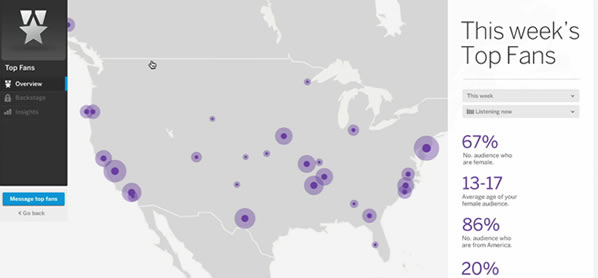 Top Fans
Overview
Backstage
Insights
Message top fans
Go back
This week's
Top Fans
This week
Listening now
67%
No. audience who
are female.
13-17
Average age of your
female audience.
86%
No. audience who
are from America.
20%